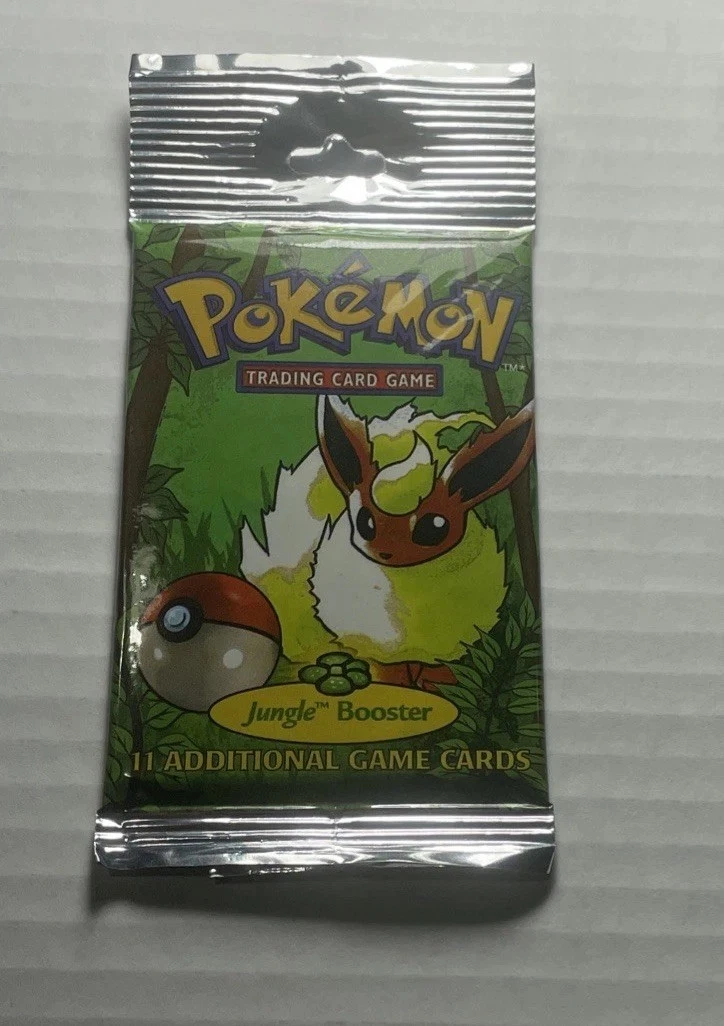 POKéMON
TM*
TRADING CARD GAME
Jungle™ Booster
11 ADDITIONAL GAME CARDS